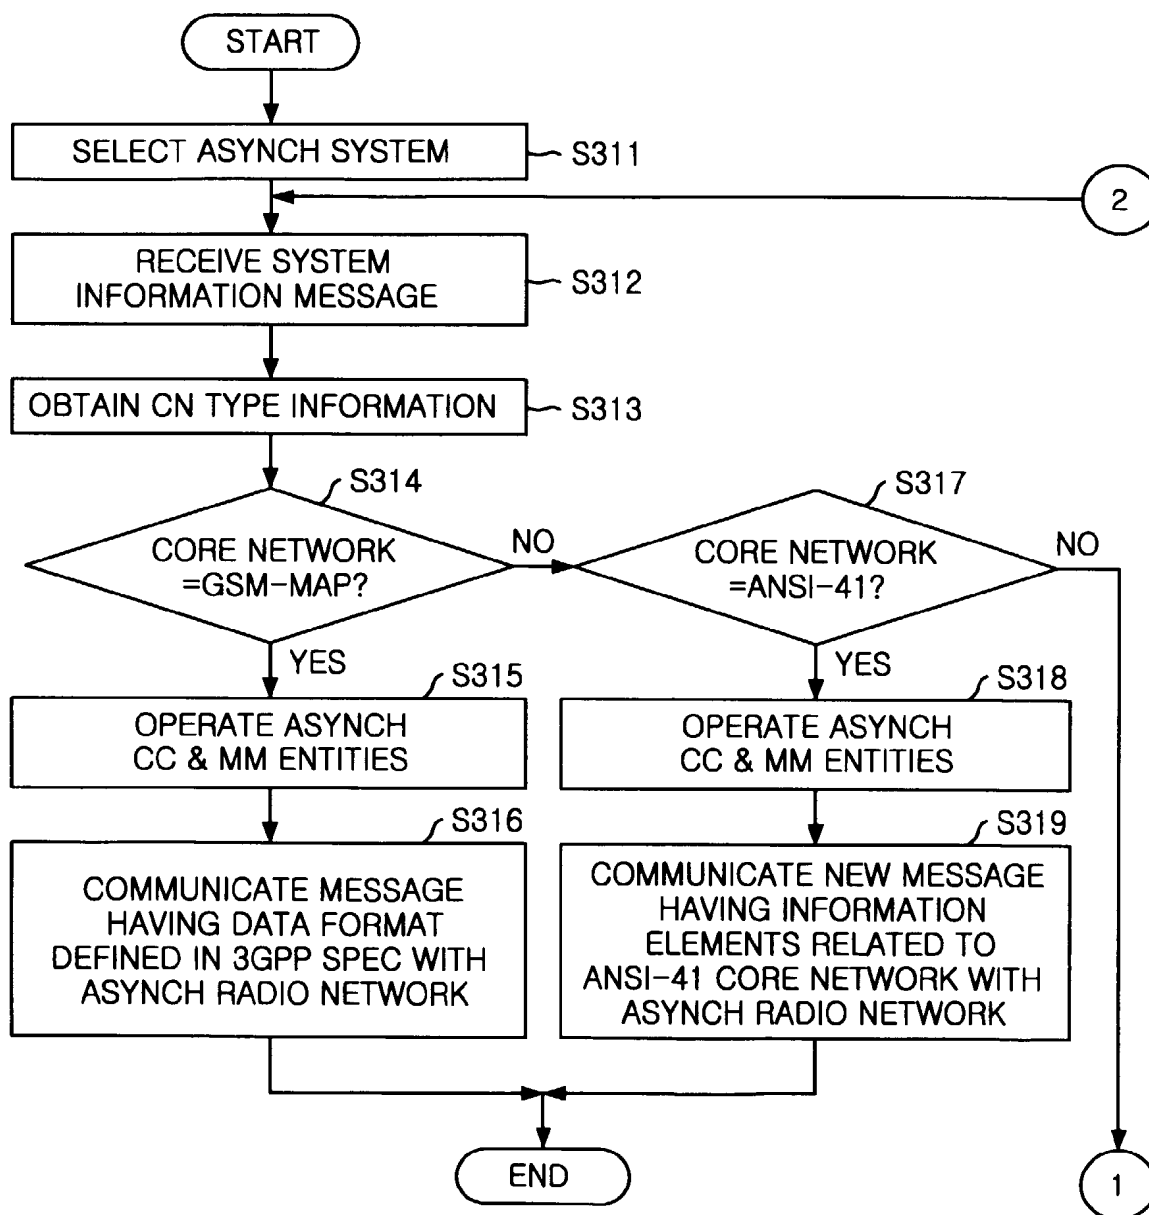 START
SELECT ASYNCH SYSTEM
S311
2
RECEIVE SYSTEM
INFORMATION MESSAGE
S312
OBTAIN CN TYPE INFORMATION
S313
S314
CORE NETWORK
=GSM-MAP?
NO
S317
CORE NETWORK
=ANSI-41?
NO
YES
S315
OPERATE ASYNCH
CC & MM ENTITIES
YES
S318
OPERATE ASYNCH
CC & MM ENTITIES
S316
COMMUNICATE MESSAGE
HAVING DATA FORMAT
DEFINED IN 3GPP SPEC WITH
ASYNCH RADIO NETWORK
S319
COMMUNICATE NEW MESSAGE
HAVING INFORMATION
ELEMENTS RELATED TO
ANSI-41 CORE NETWORK WITH
ASYNCH RADIO NETWORK
END
1